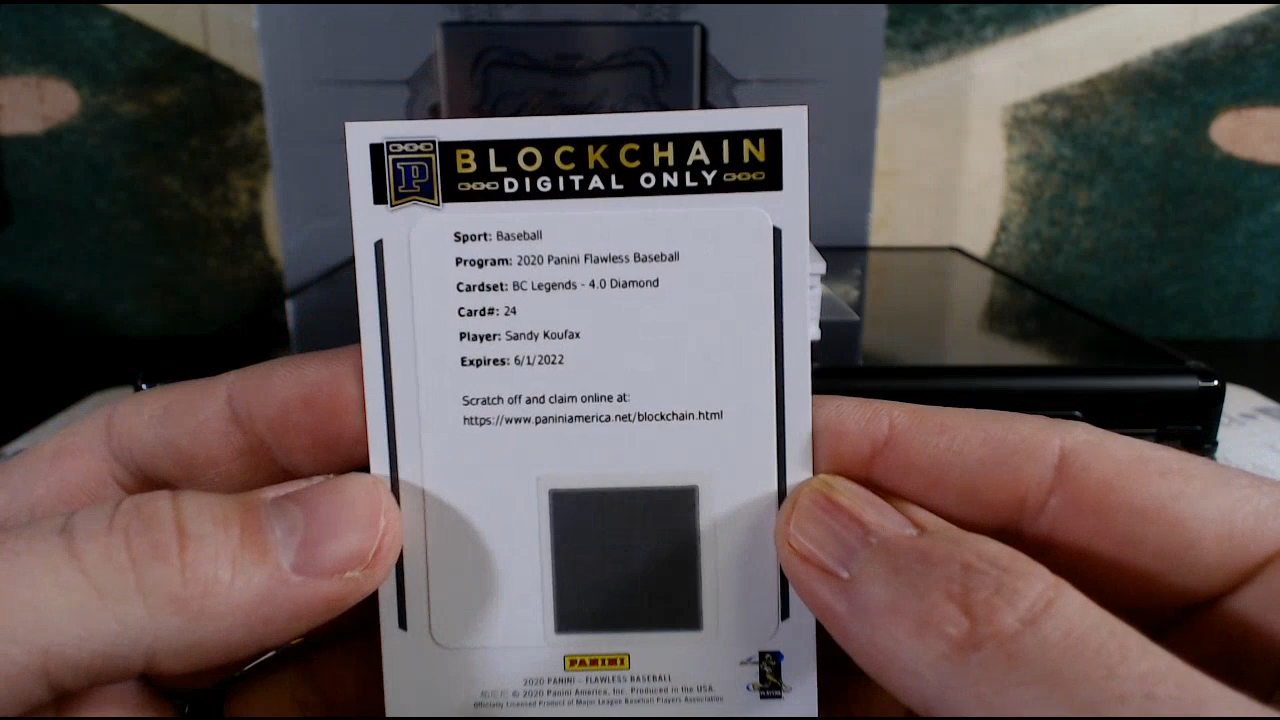 P
BLOCKCHAIN
DIGITAL ONLY
Sport: Baseball
Program: 2020 Panini Flawless Baseball
Cardset: BC Legends - 4.0 Diamond
Card#: 24
Player: Sandy Koufax
Expires: 6/1/2022
Scratch off and claim online at:
https://www.paniniamerica.net/blockchain.html
PANINI
2020 PANINI - FLAWLESS BASEBALL
© 2020 Panini America, Inc. Produced in the USA.
Officially Licensed Product of Major League Baseball Players Association